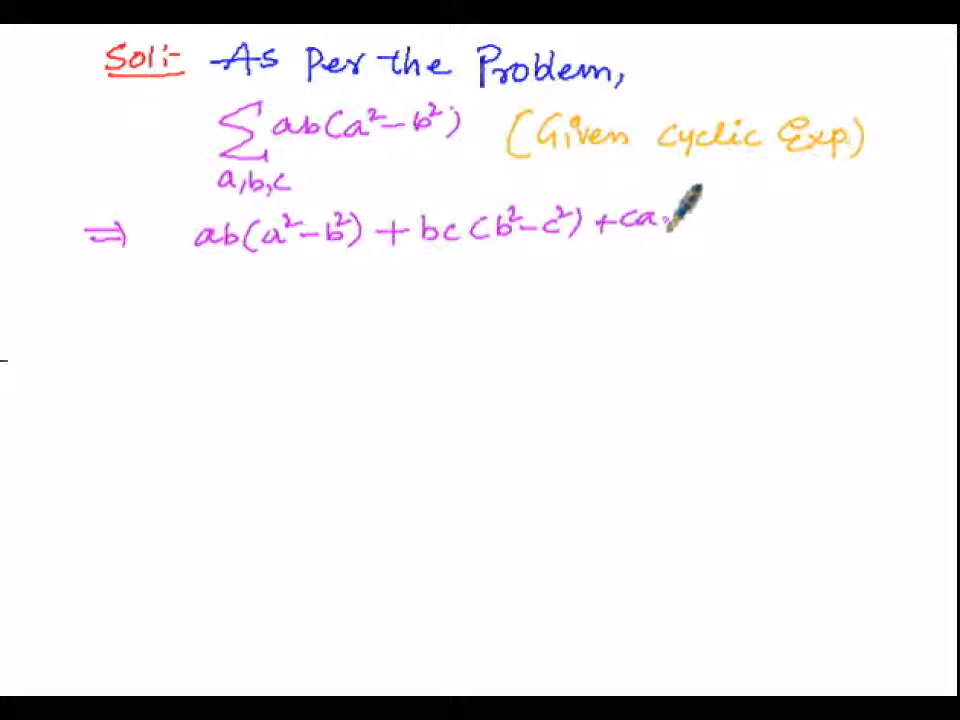 Sol:- As Per the Problem,
∑ ab(a²-b²) (Given cyclic Exp.)
a,b,c
⇒ ab(a²-b²) + bc(b²-c²) + ca